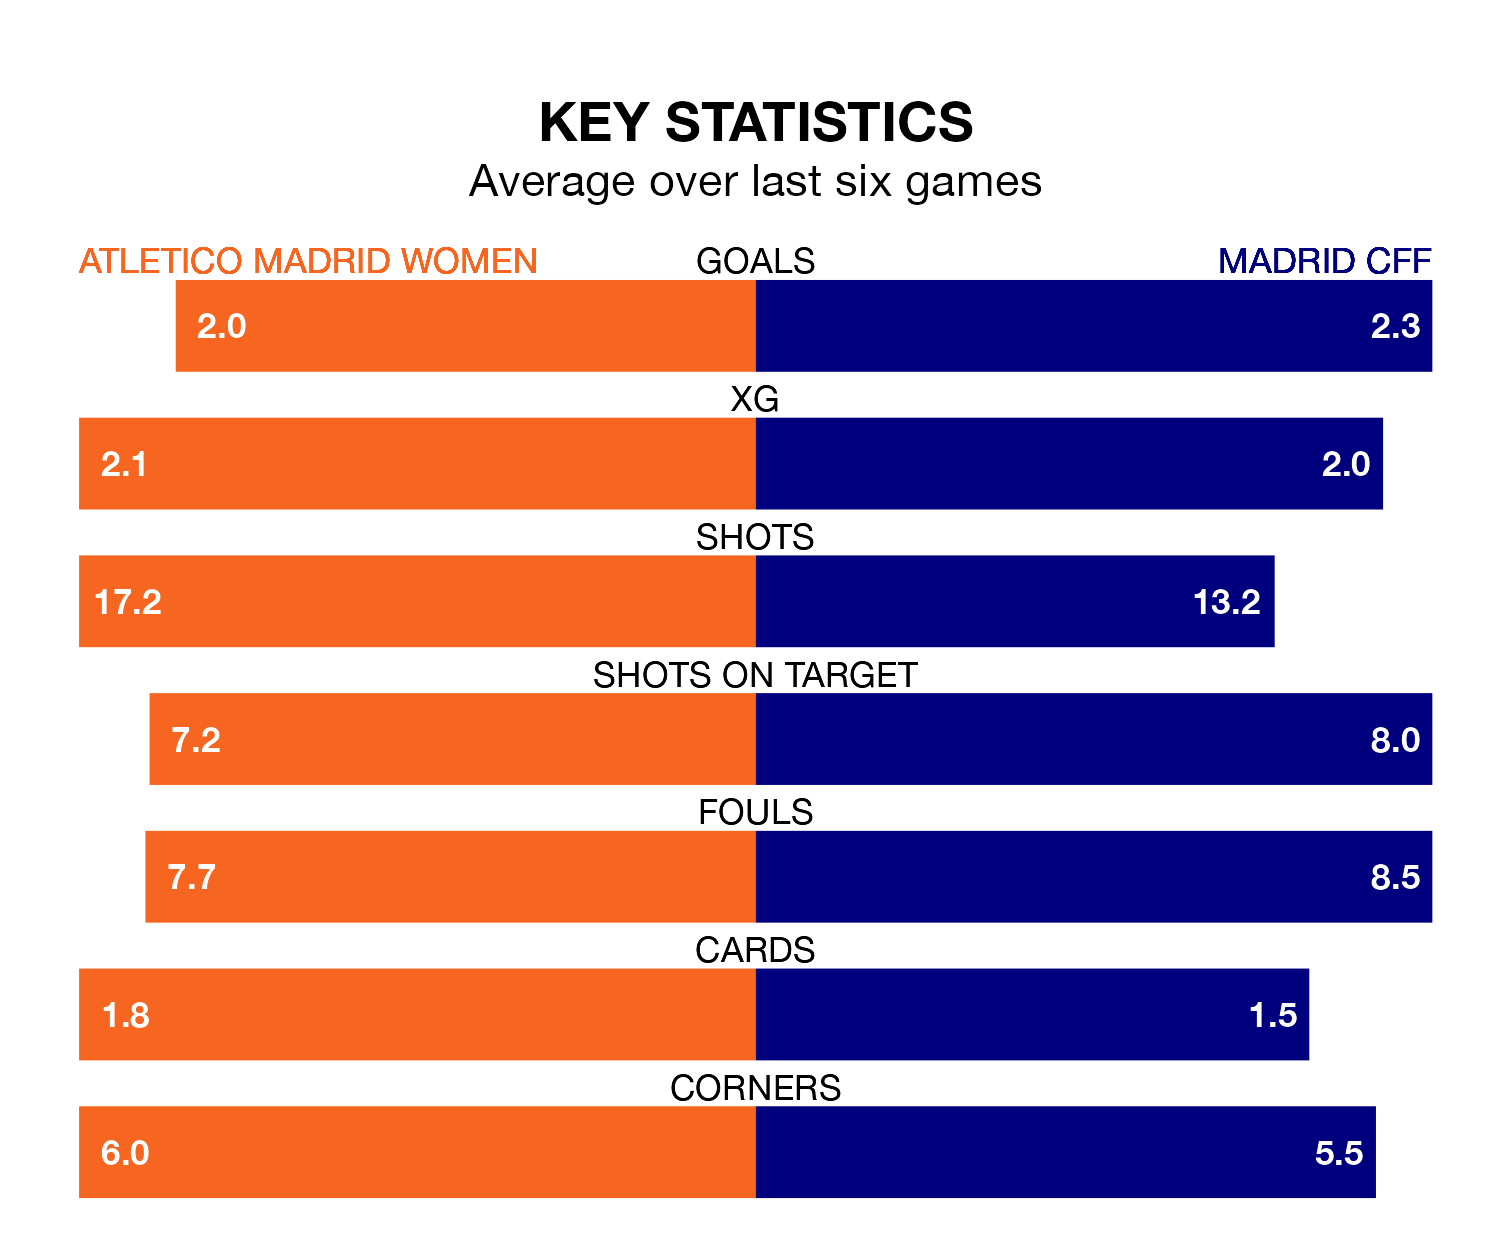 KEY STATISTICS
Average over last six games
ATLETICO MADRID WOMEN GOALS MADRID CFF
2.0 2.3
XG
2.1 2.0
SHOTS
17.2 13.2
SHOTS ON TARGET
7.2 8.0
FOULS
7.7 8.5
CARDS
1.8 1.5
CORNERS
6.0 5.5